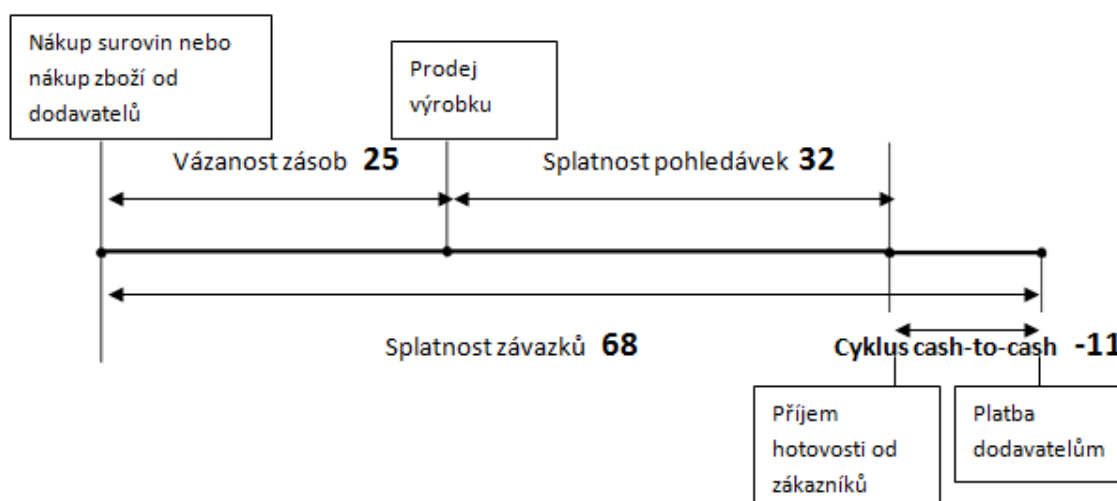 Nákup surovin nebo
nákup zboží od
dodavatelů
Prodej
výrobku
Vázanost zásob 25
Splatnost pohledávek 32
Splatnost závazků 68
Cyklus cash-to-cash -11
Příjem
hotovosti od
zákazníků
Platba
dodavatelům